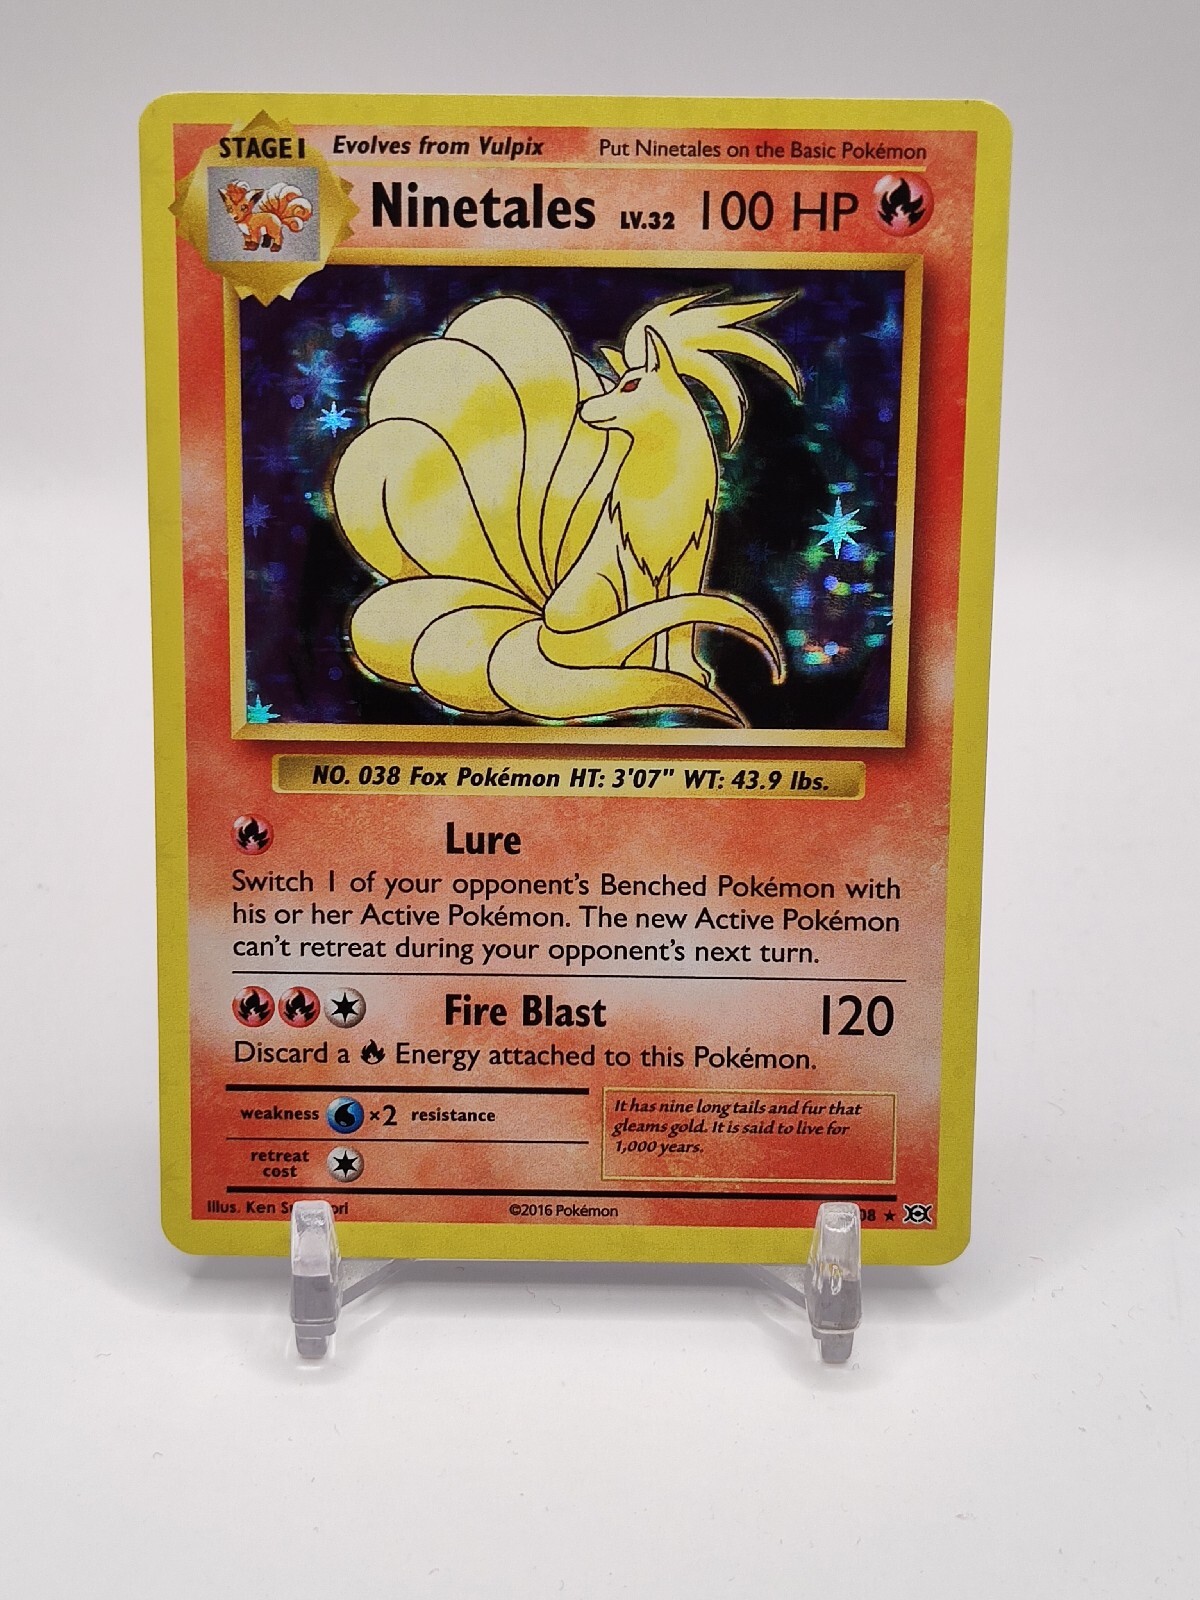 STAGE 1 Evolves from Vulpix Put Ninetales on the Basic Pokémon
Ninetales LV.32 100 HP
NO. 038 Fox Pokémon HT: 3'07" WT: 43.9 lbs.
Lure
Switch 1 of your opponent's Benched Pokémon with
his or her Active Pokémon. The new Active Pokémon
can't retreat during your opponent's next turn.
Fire Blast 120
Discard a Energy attached to this Pokémon.
weakness ×2 resistance
retreat
cost
It has nine long tails and fur that
gleams gold. It is said to live for
1,000 years.
Illus. Ken ©2016 Pokémon